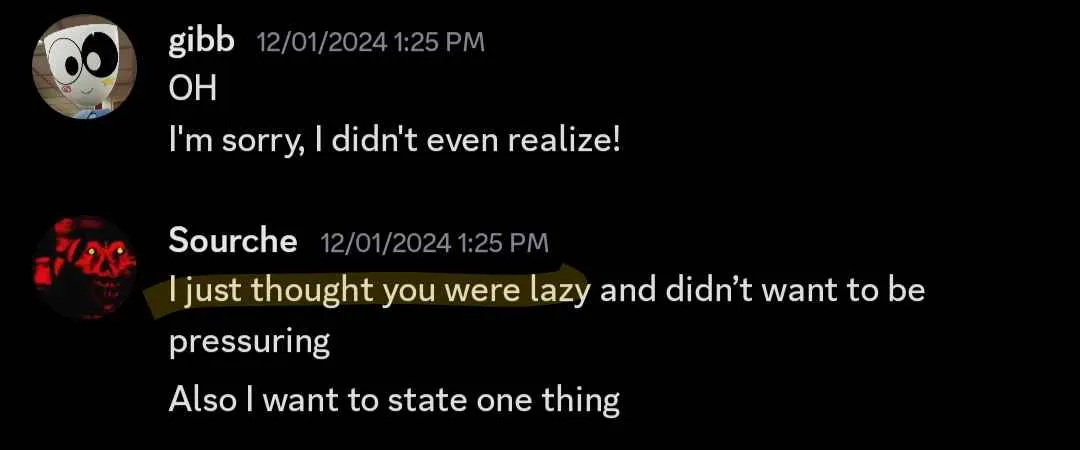 gibb 12/01/2024 1:25 PM
OH
I'm sorry, I didn't even realize!
Sourche 12/01/2024 1:25 PM
I just thought you were lazy and didn’t want to be
pressuring
Also I want to state one thing